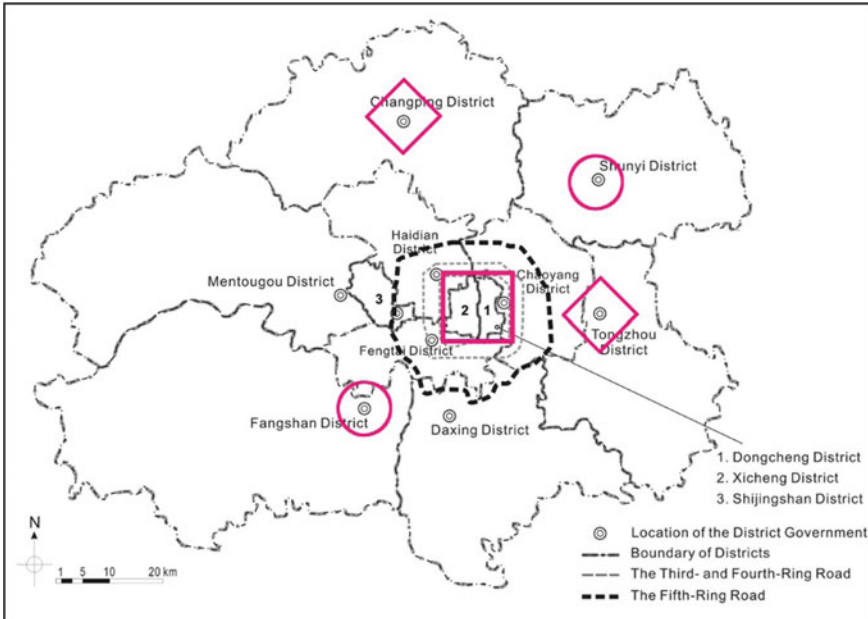 Changping District
Shunyi District
Haidian
District
Chaoyang
District
Mentougou District
3
2
1
Tongzhou
District
Fengtai District
Fangshan District
Daxing District
1. Dongcheng District
2. Xicheng District
3. Shijingshan District
N
Location of the District Government
Boundary of Districts
The Third- and Fourth-Ring Road
The Fifth-Ring Road
1 5 10 20 km